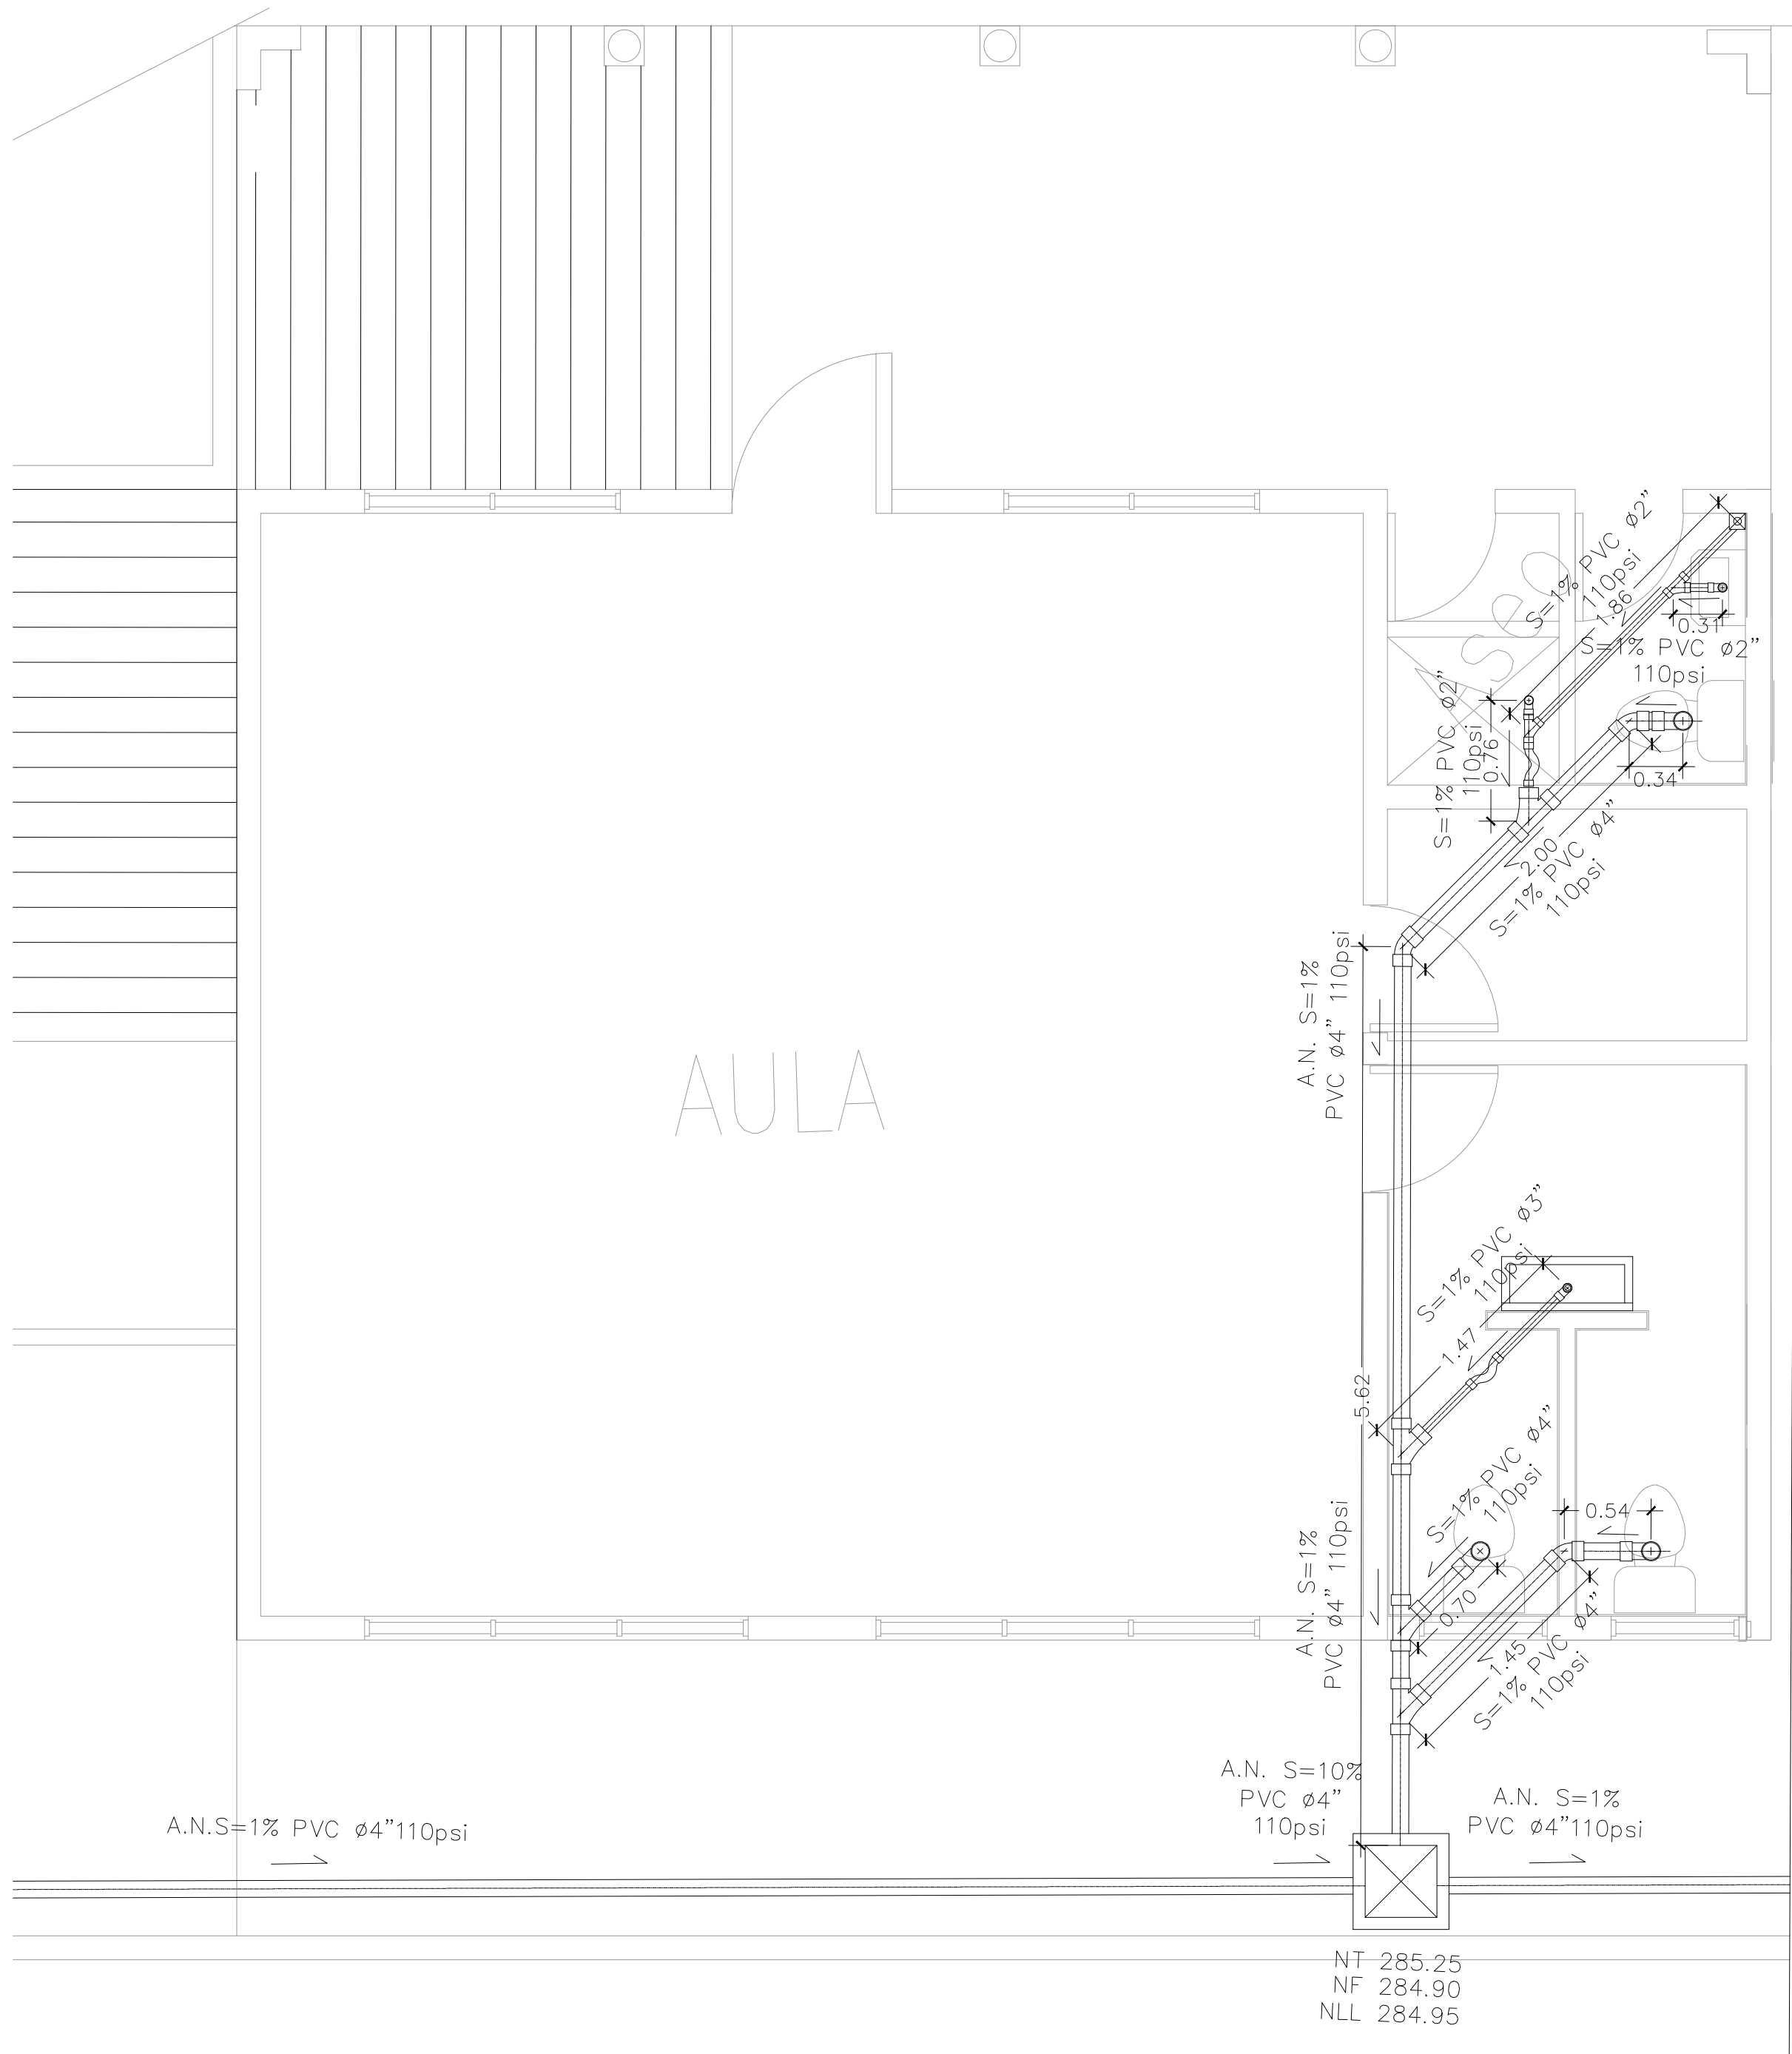 S=1% PVC ø2"
110psi
1.86
Aseo
0.31
S=1% PVC ø2"
110psi
S=1% PVC ø2"
110psi
0.76
0.34
2.00
S=1% PVC ø4"
110psi
A.N. S=1%
PVC ø4" 110psi
AULA
S=1% PVC ø3"
110psi
1.47
5.62
S=1% PVC ø4"
110psi
0.54
0.70
A.N. S=1%
PVC ø4" 110psi
1.45
S=1% PVC ø4"
110psi
A.N. S=10%
PVC ø4"
110psi
A.N. S=1%
PVC ø4"110psi
A.N.S=1% PVC ø4"110psi
NT 285.25
NF 284.90
NLL 284.95